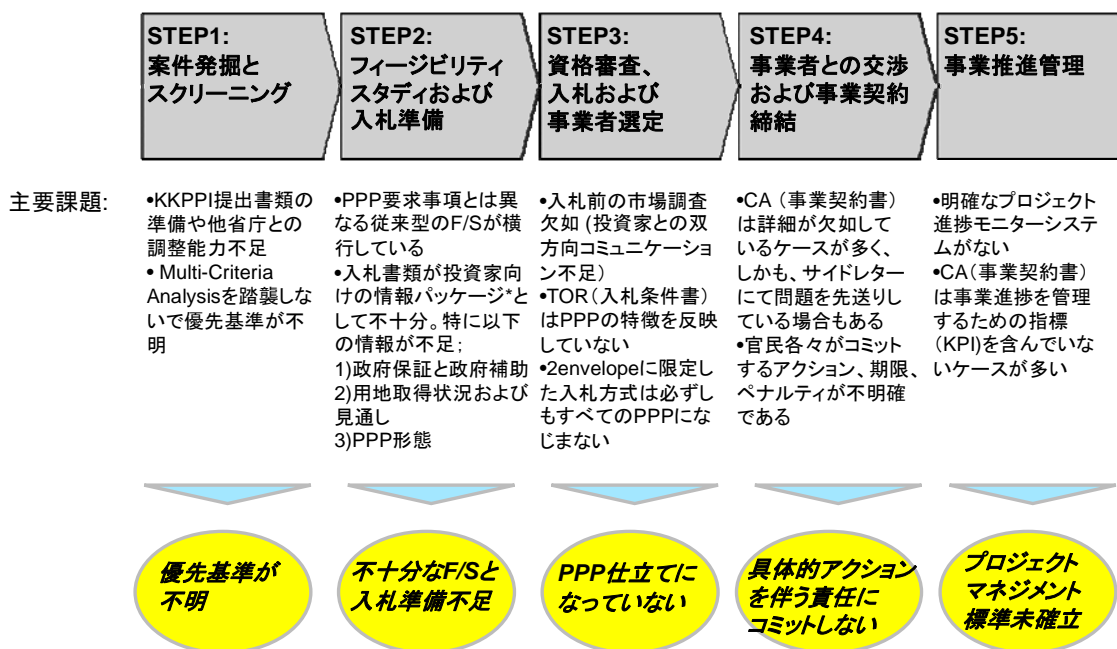 STEP1:
案件発掘と
スクリーニング
STEP2:
フィージビリティ
スタディおよび
入札準備
STEP3:
資格審査、
入札および
事業者選定
STEP4:
事業者との交渉
および事業契約
締結
STEP5:
事業推進管理
主要課題:
•KKPPI提出書類の
準備や他省庁との
調整能力不足
• Multi-Criteria
Analysisを踏襲しな
いで優先基準が不
明
•PPP要求事項とは異
なる従来型のF/Sが横
行している
•入札書類が投資家向
けの情報パッケージ*と
して不十分。特に以下
の情報が不足;
1)政府保証と政府補助
2)用地取得状況および
見通し
3)PPP形態
•入札前の市場調査
欠如 (投資家との双
方向コミュニケーショ
ン不足)
•TOR(入札条件書)
はPPPの特徴を反映
していない
•2envelopeに限定し
た入札方式は必ずし
もすべてのPPPにな
じまない
•CA (事業契約書)
は詳細が欠如して
いるケースが多く、
しかも、サイドレター
にて問題を先送りし
ている場合もある
•官民各々がコミット
するアクション、期限、
ペナルティが不明確
である
•明確なプロジェクト
進捗モニターシステ
ムがない
•CA(事業契約書)
は事業進捗を管理
するための指標
(KPI)を含んでいな
いケースが多い
優先基準が
不明
不十分なF/Sと
入札準備不足
PPP仕立てに
なっていない
具体的アクション
を伴う責任に
コミットしない
プロジェクト
マネジメント
標準未確立